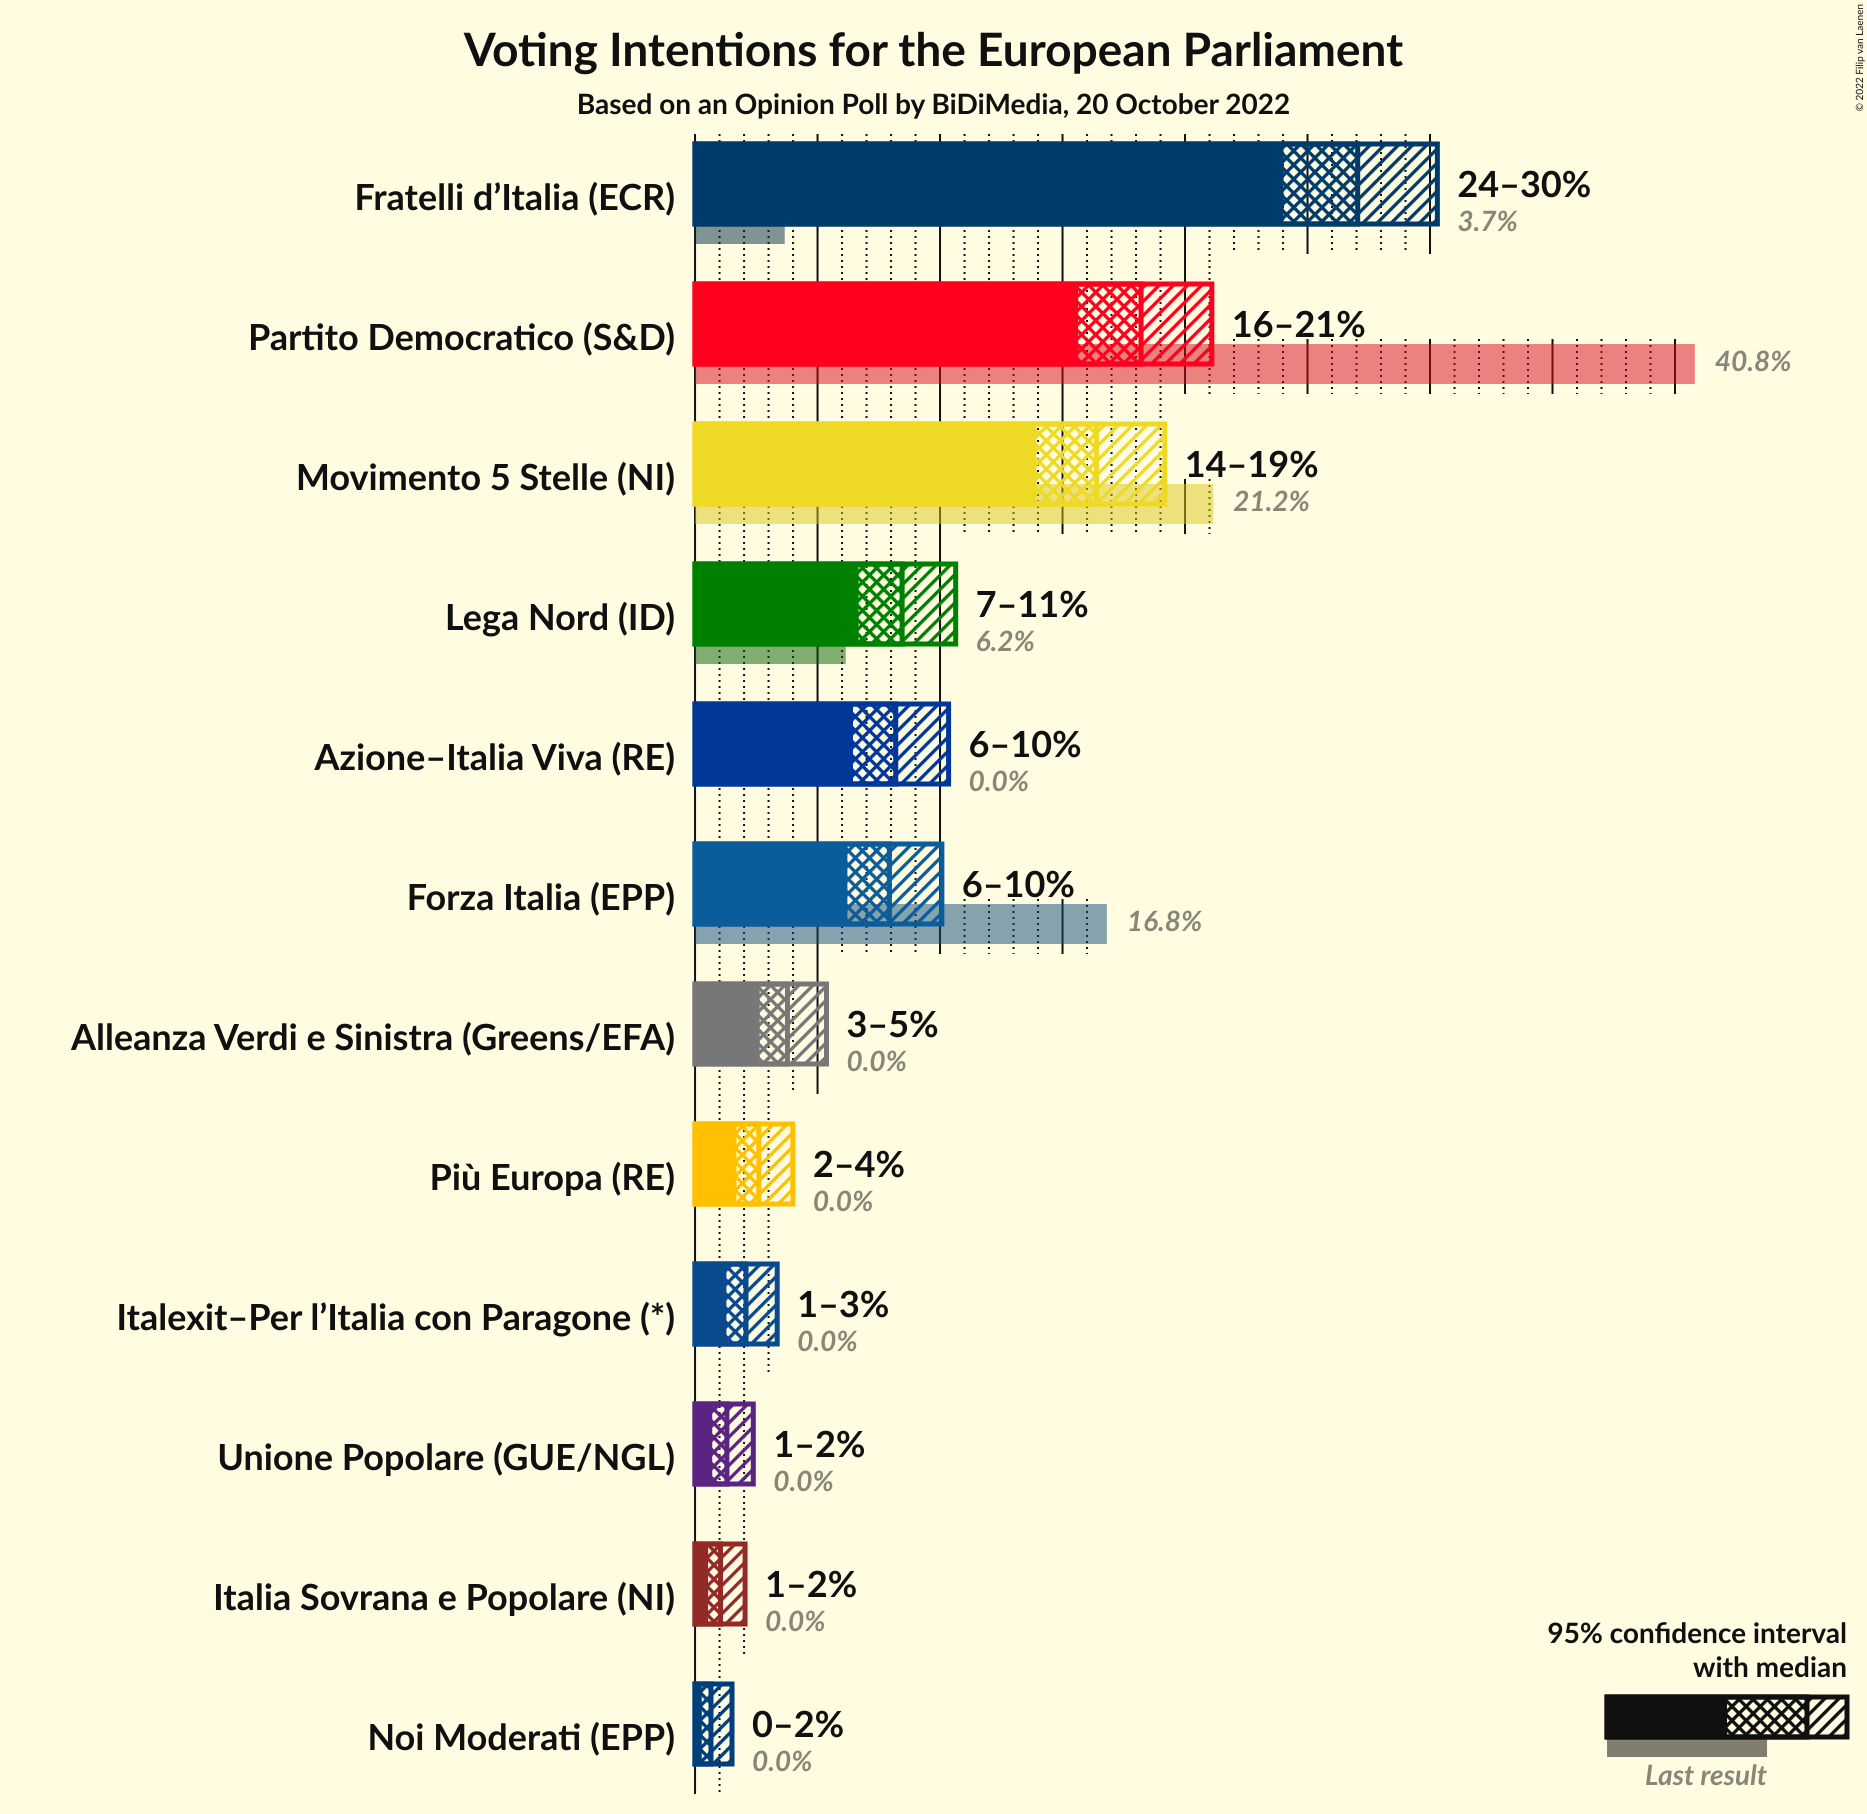 Voting Intentions for the European Parliament
Based on an Opinion Poll by BiDiMedia, 20 October 2022
© 2022 Filip van Laenen
Fratelli d’Italia (ECR)
24–30%
3.7%
Partito Democratico (S&D)
16–21%
40.8%
Movimento 5 Stelle (NI)
14–19%
21.2%
Lega Nord (ID)
7–11%
6.2%
Azione–Italia Viva (RE)
6–10%
0.0%
Forza Italia (EPP)
6–10%
16.8%
Alleanza Verdi e Sinistra (Greens/EFA)
3–5%
0.0%
Più Europa (RE)
2–4%
0.0%
Italexit–Per l’Italia con Paragone (*)
1–3%
0.0%
Unione Popolare (GUE/NGL)
1–2%
0.0%
Italia Sovrana e Popolare (NI)
1–2%
0.0%
Noi Moderati (EPP)
0–2%
0.0%
95% confidence interval
with median
Last result